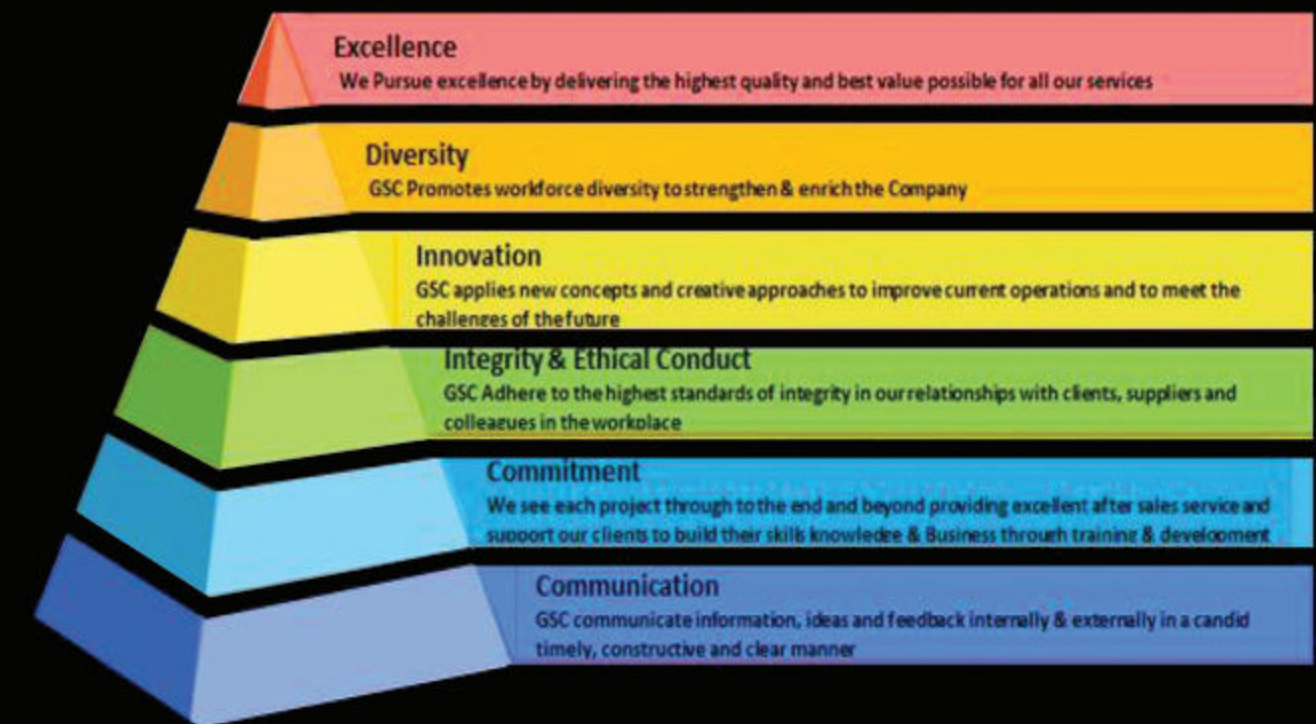 Excellence
We Pursue excellence by delivering the highest quality and best value possible for all our services
Diversity
GSC Promotes workforce diversity to strengthen & enrich the Company
Innovation
GSC applies new concepts and creative approaches to improve current operations and to meet the
challenges of the future
Integrity & Ethical Conduct
GSC Adhere to the highest standards of integrity in our relationships with clients, suppliers and
colleagues in the workplace
Commitment
We see each project through to the end and beyond providing excellent after sales service and
support our clients to build their skills knowledge & Business through training & development
Communication
GSC communicate information, ideas and feedback internally & externally in a candid
timely, constructive and clear manner